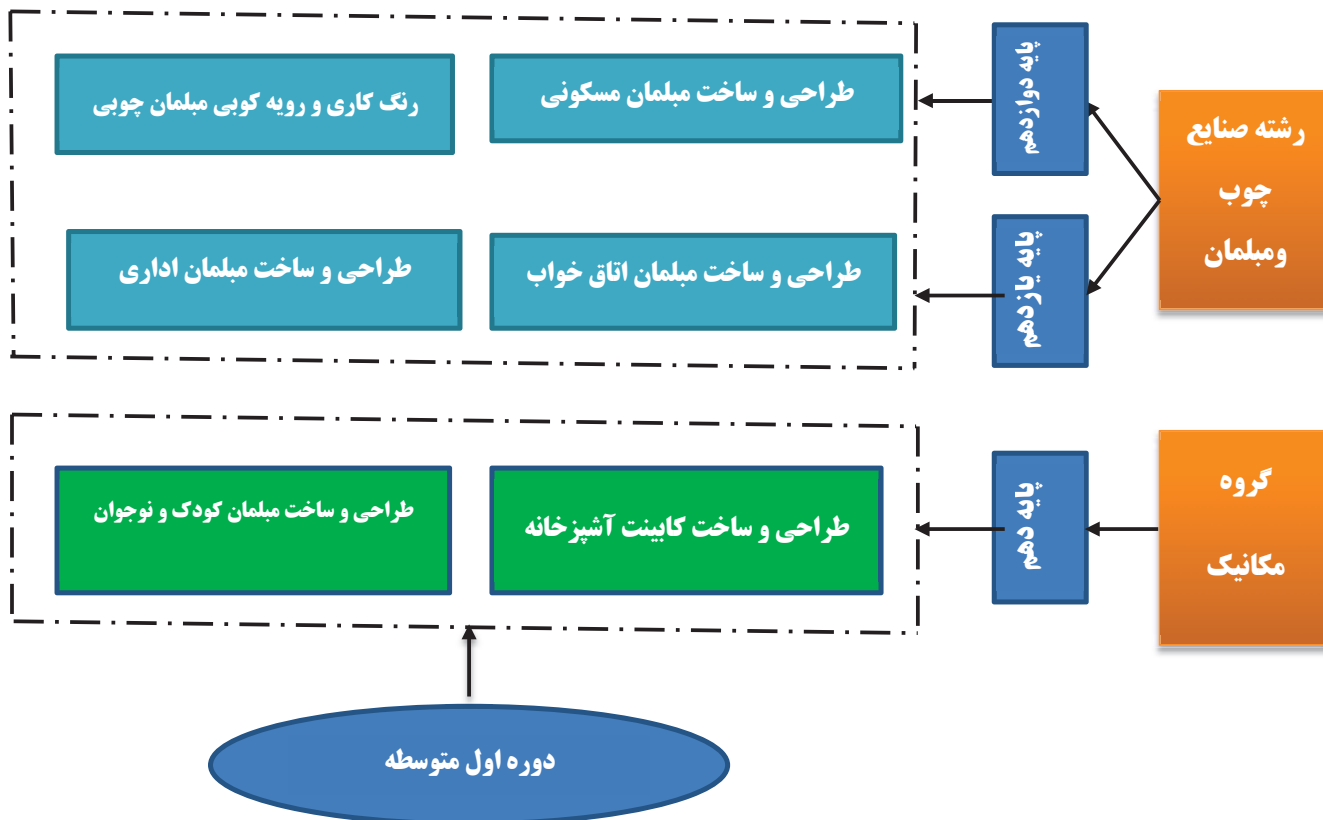 رشته صنایع
چوب
ومبلمان
پایه دوازدهم
طراحی و ساخت مبلمان مسکونی
رنگ کاری و رویه کوبی مبلمان چوبی
پایه یازدهم
طراحی و ساخت مبلمان اتاق خواب
طراحی و ساخت مبلمان اداری
گروه
مکانیک
پایه دهم
طراحی و ساخت کابینت آشپزخانه
طراحی و ساخت مبلمان کودک و نوجوان
دوره اول متوسطه